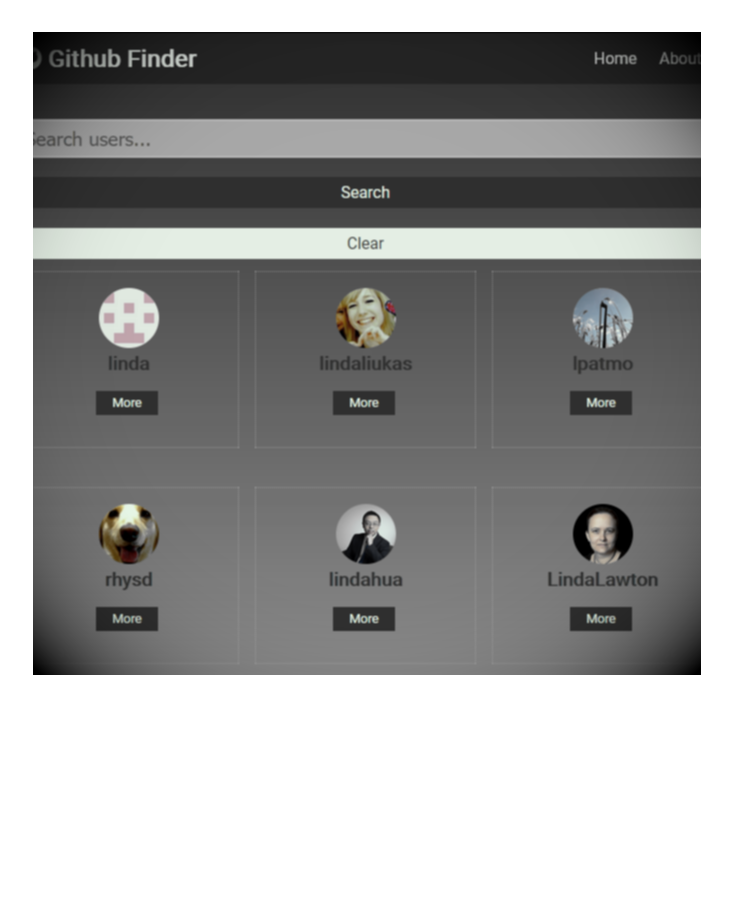 Github Finder Home About
Search users...
Search
Clear
linda lindaliukas lpatmo
More More More
rhysd lindahua LindaLawton
More More More